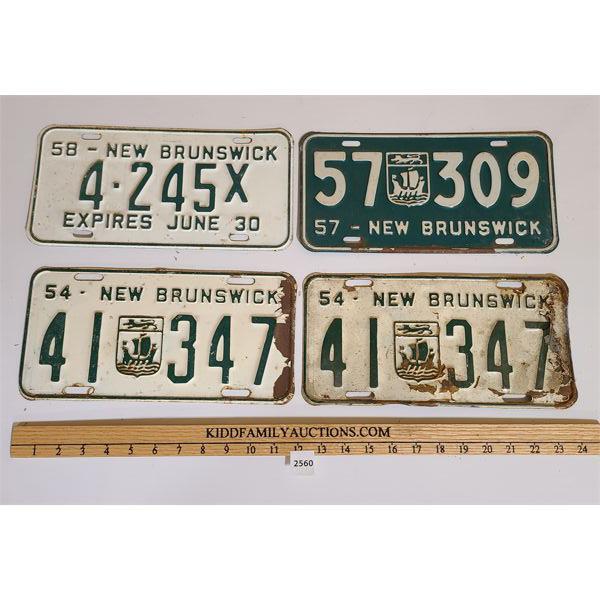 58 - NEW BRUNSWICK
4-245X
EXPIRES JUNE 30
57 309
57 - NEW BRUNSWICK
54 - NEW BRUNSWICK
41 347
54 - NEW BRUNSWICK
41 347
KIDDFAMILYAUCTIONS.COM
1 2 3 4 5 6 7 8 9 10 11 12 13 14 15 16 17 18 19 20 21 22 23 24
2560